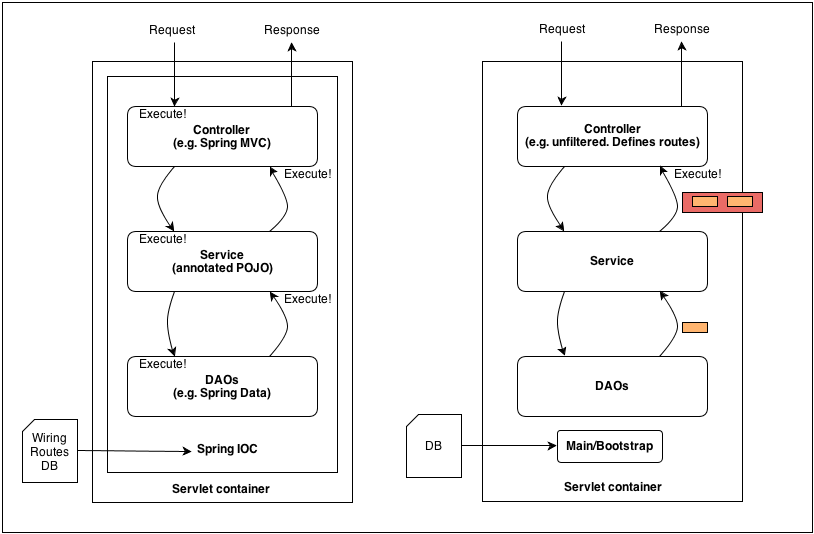 Request
Response
Execute!
Controller
(e.g. Spring MVC)
Execute!
Execute!
Service
(annotated POJO)
Execute!
Execute!
DAOs
(e.g. Spring Data)
Wiring
Routes
DB
Spring IOC
Servlet container
Request
Response
Controller
(e.g. unfiltered. Defines routes)
Execute!
Service
DAOs
DB
Main/Bootstrap
Servlet container